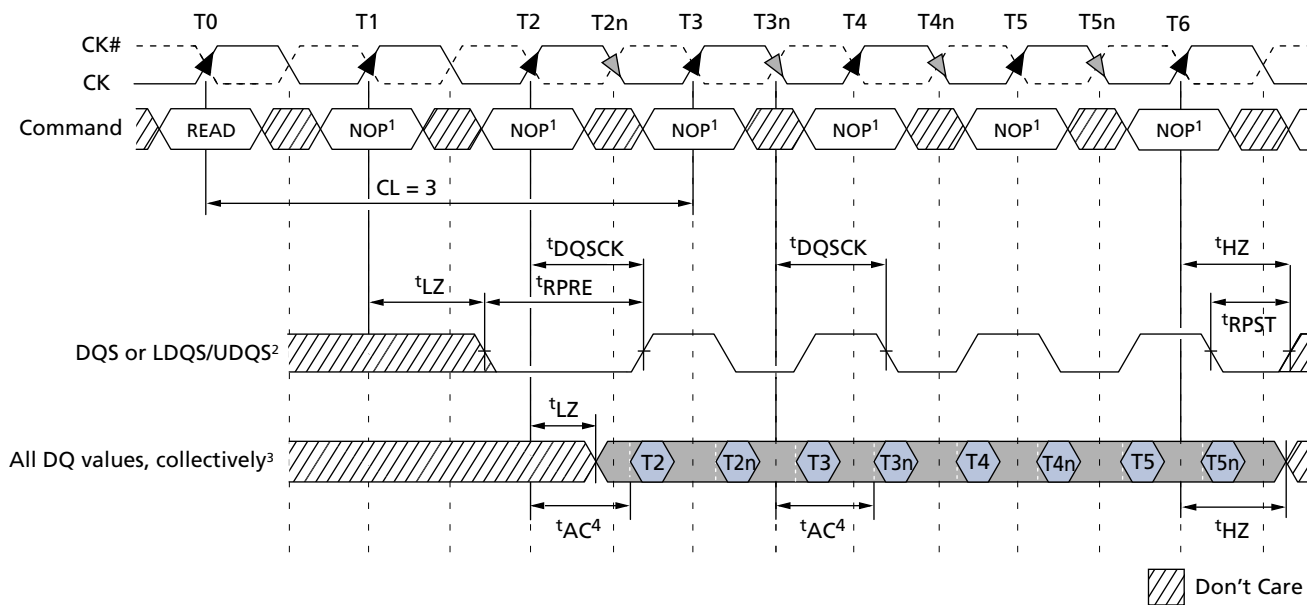 T0 T1 T2 T2n T3 T3n T4 T4n T5 T5n T6
CK#
CK
Command READ NOP¹ NOP¹ NOP¹ NOP¹ NOP¹ NOP¹
CL = 3
ᵗDQSCK ᵗDQSCK ᵗHZ
ᵗLZ ᵗRPRE
ᵗRPST
DQS or LDQS/UDQS²
ᵗLZ
All DQ values, collectively³ T2 T2n T3 T3n T4 T4n T5 T5n
ᵗAC⁴ ᵗAC⁴ ᵗHZ
Don't Care